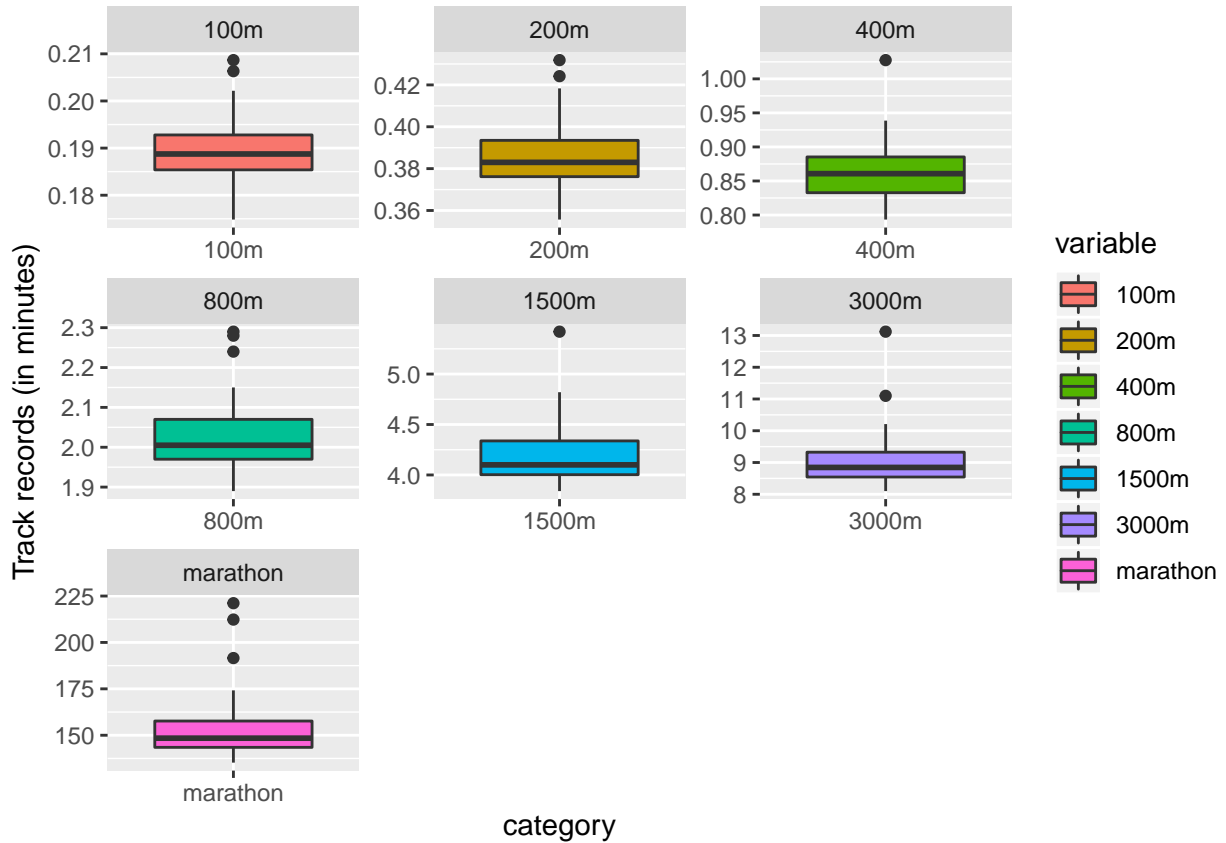 100m
0.21
0.20
0.19
0.18
100m
200m
0.42
0.40
0.38
0.36
200m
400m
1.00
0.95
0.90
0.85
0.80
400m
Track records (in minutes)
800m
2.3
2.2
2.1
2.0
1.9
800m
1500m
5.0
4.5
4.0
1500m
3000m
13
12
11
10
9
8
3000m
marathon
225
200
175
150
marathon
category
variable
100m
200m
400m
800m
1500m
3000m
marathon